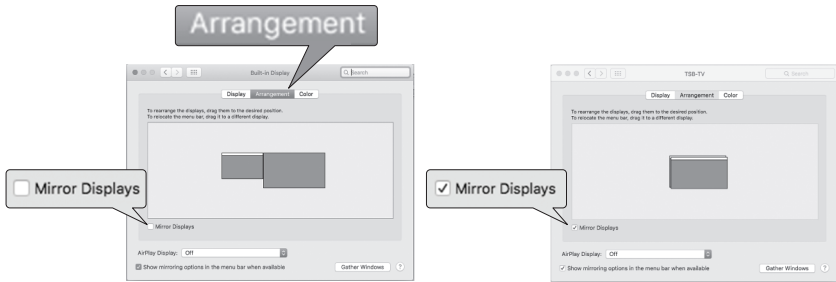 Arrangement
Built-in Display
Search
Display Arrangement Color
To rearrange the displays, drag them to the desired position.
To relocate the menu bar, drag it to a different display.
Mirror Displays
Mirror Displays
AirPlay Display: Off
Show mirroring options in the menu bar when available
Gather Windows ?
TSB-TV
Search
Display Arrangement Color
To rearrange the displays, drag them to the desired position.
To relocate the menu bar, drag it to a different display.
Mirror Displays
Mirror Displays
AirPlay Display: Off
Show mirroring options in the menu bar when available
Gather Windows ?